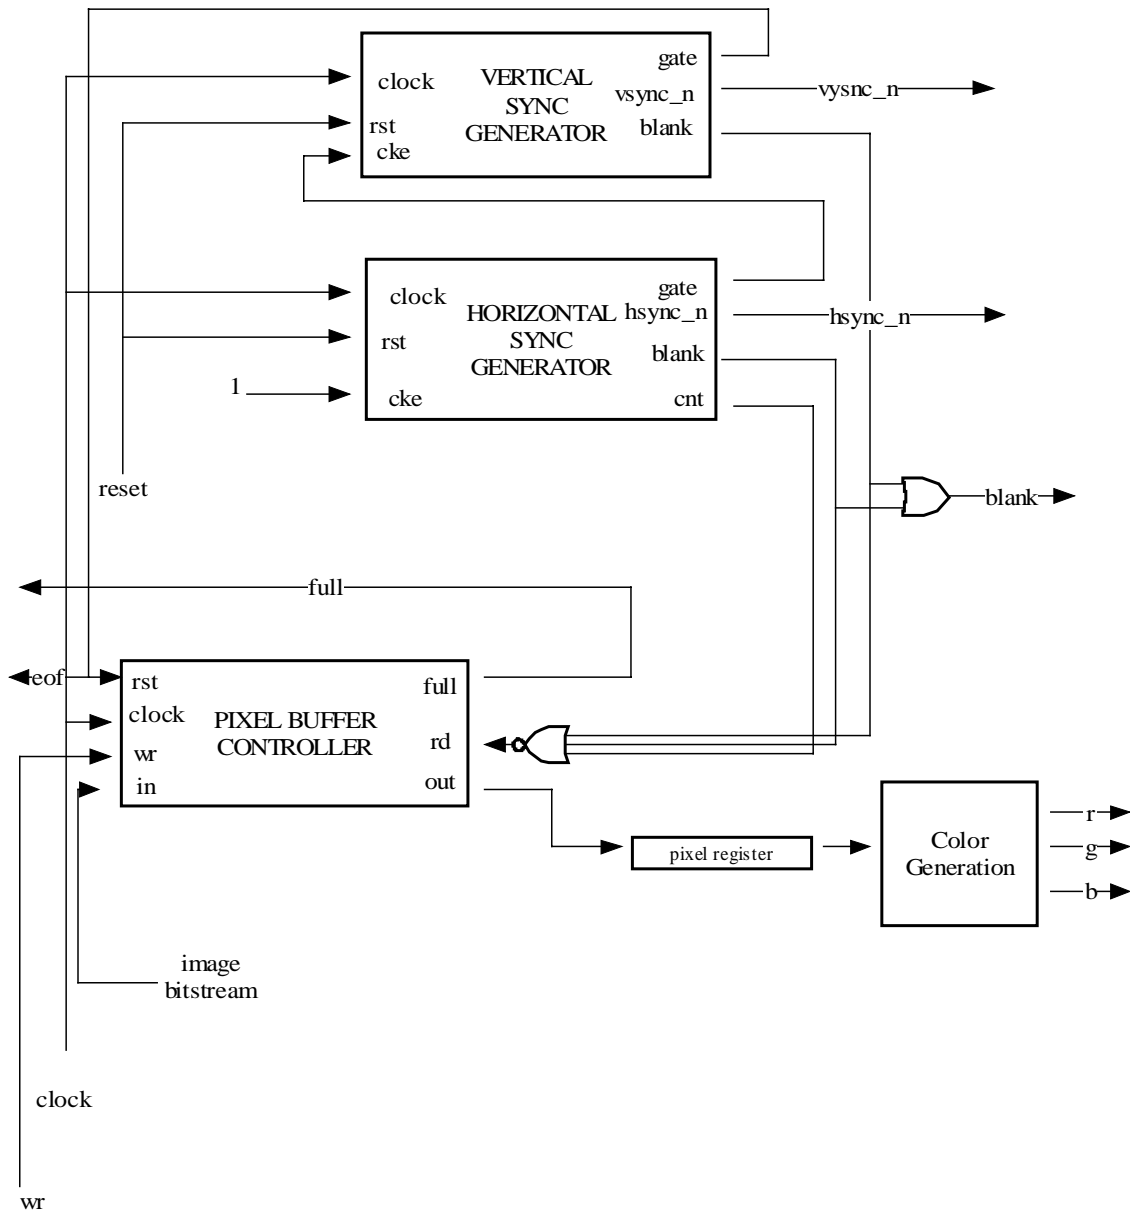 gate
clock
VERTICAL
SYNC
GENERATOR
vsync_n
vysnc_n
rst
blank
cke
clock
gate
HORIZONTAL
SYNC
GENERATOR
hsync_n
hsync_n
rst
blank
1
cke
cnt
reset
blank
full
eof
rst
full
clock
PIXEL BUFFER
CONTROLLER
wr
rd
in
out
pixel register
Color
Generation
r
g
b
image
bitstream
clock
wr